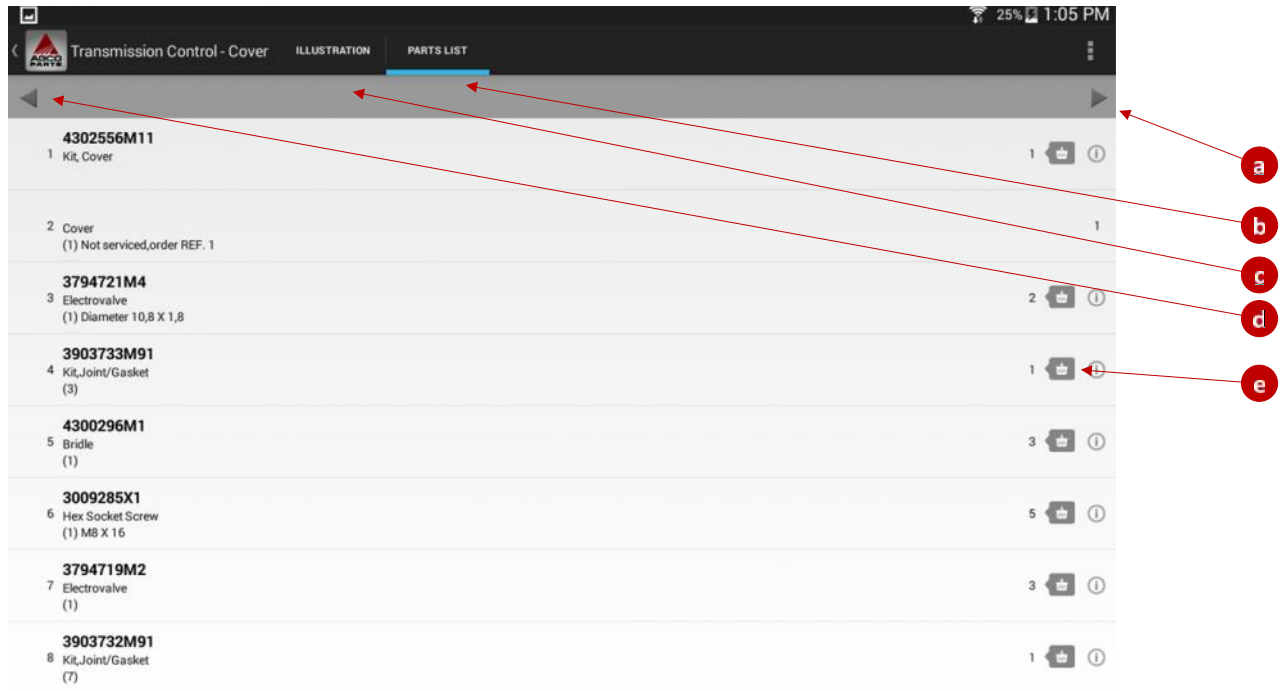 25% 1:05 PM
AGCO PARTS Transmission Control - Cover ILLUSTRATION PARTS LIST
4302556M11
1 Kit, Cover 1 i
a
2 Cover 1
(1) Not serviced,order REF. 1
b
3794721M4
3 Electrovalve 2 i
(1) Diameter 10,8 X 1,8
c
d
3903733M91
4 Kit,Joint/Gasket 1 i
(3)
e
4300296M1
5 Bridle 3 i
(1)
3009285X1
6 Hex Socket Screw 5 i
(1) M8 X 16
3794719M2
7 Electrovalve 3 i
(1)
3903732M91
8 Kit,Joint/Gasket 1 i
(7)